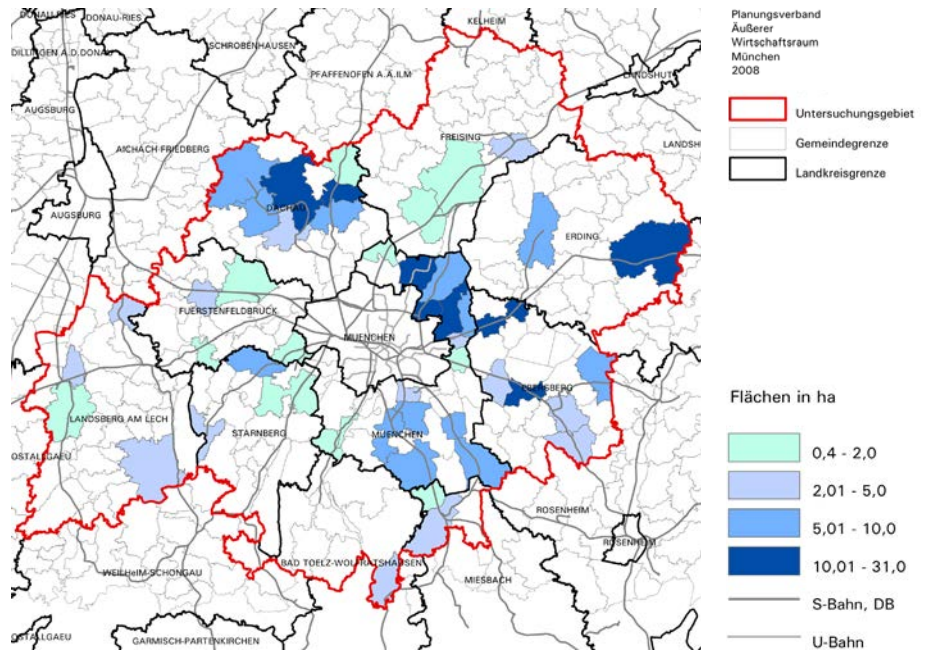 DONAU-RIES
DONAU-RIES
KELHEIM
DILLINGEN A.D.DONAU
SCHROBENHAUSEN
PFAFFENOFEN A.A.ILM
LANDSHUT
AUGSBURG
FREISING
AICHACH FRIEDBERG
AUGSBURG
DACHAU
ERDING
FUERSTENFELDBRUCK
MUENCHEN
EBERSBERG
LANDSBERG AM LECH
STARNBERG
MUENCHEN
OSTALLGAEU
ROSENHEIM
ROSENHEIM
BAD TOELZ-WOLFRATSHAUSEN
WEILHEIM-SCHONGAU
MIESBACH
OSTALLGAEU
GARMISCH-PARTENKIRCHEN
Planungsverband
Äußerer
Wirtschaftsraum
München
2008
Untersuchungsgebiet
Gemeindegrenze
Landkreisgrenze
Flächen in ha
0,4 - 2,0
2,01 - 5,0
5,01 - 10,0
10,01 - 31,0
S-Bahn, DB
U-Bahn